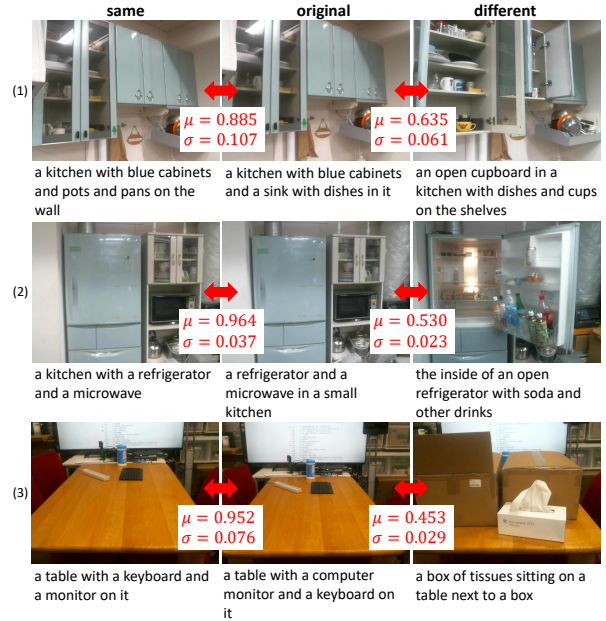 same original different
(1)
μ = 0.885
σ = 0.107
μ = 0.635
σ = 0.061
a kitchen with blue cabinets
and pots and pans on the
wall
a kitchen with blue cabinets
and a sink with dishes in it
an open cupboard in a
kitchen with dishes and cups
on the shelves
(2)
μ = 0.964
σ = 0.037
μ = 0.530
σ = 0.023
a kitchen with a refrigerator
and a microwave
a refrigerator and a
microwave in a small
kitchen
the inside of an open
refrigerator with soda and
other drinks
(3)
μ = 0.952
σ = 0.076
μ = 0.453
σ = 0.029
a table with a keyboard and
a monitor on it
a table with a computer
monitor and a keyboard on
it
a box of tissues sitting on a
table next to a box